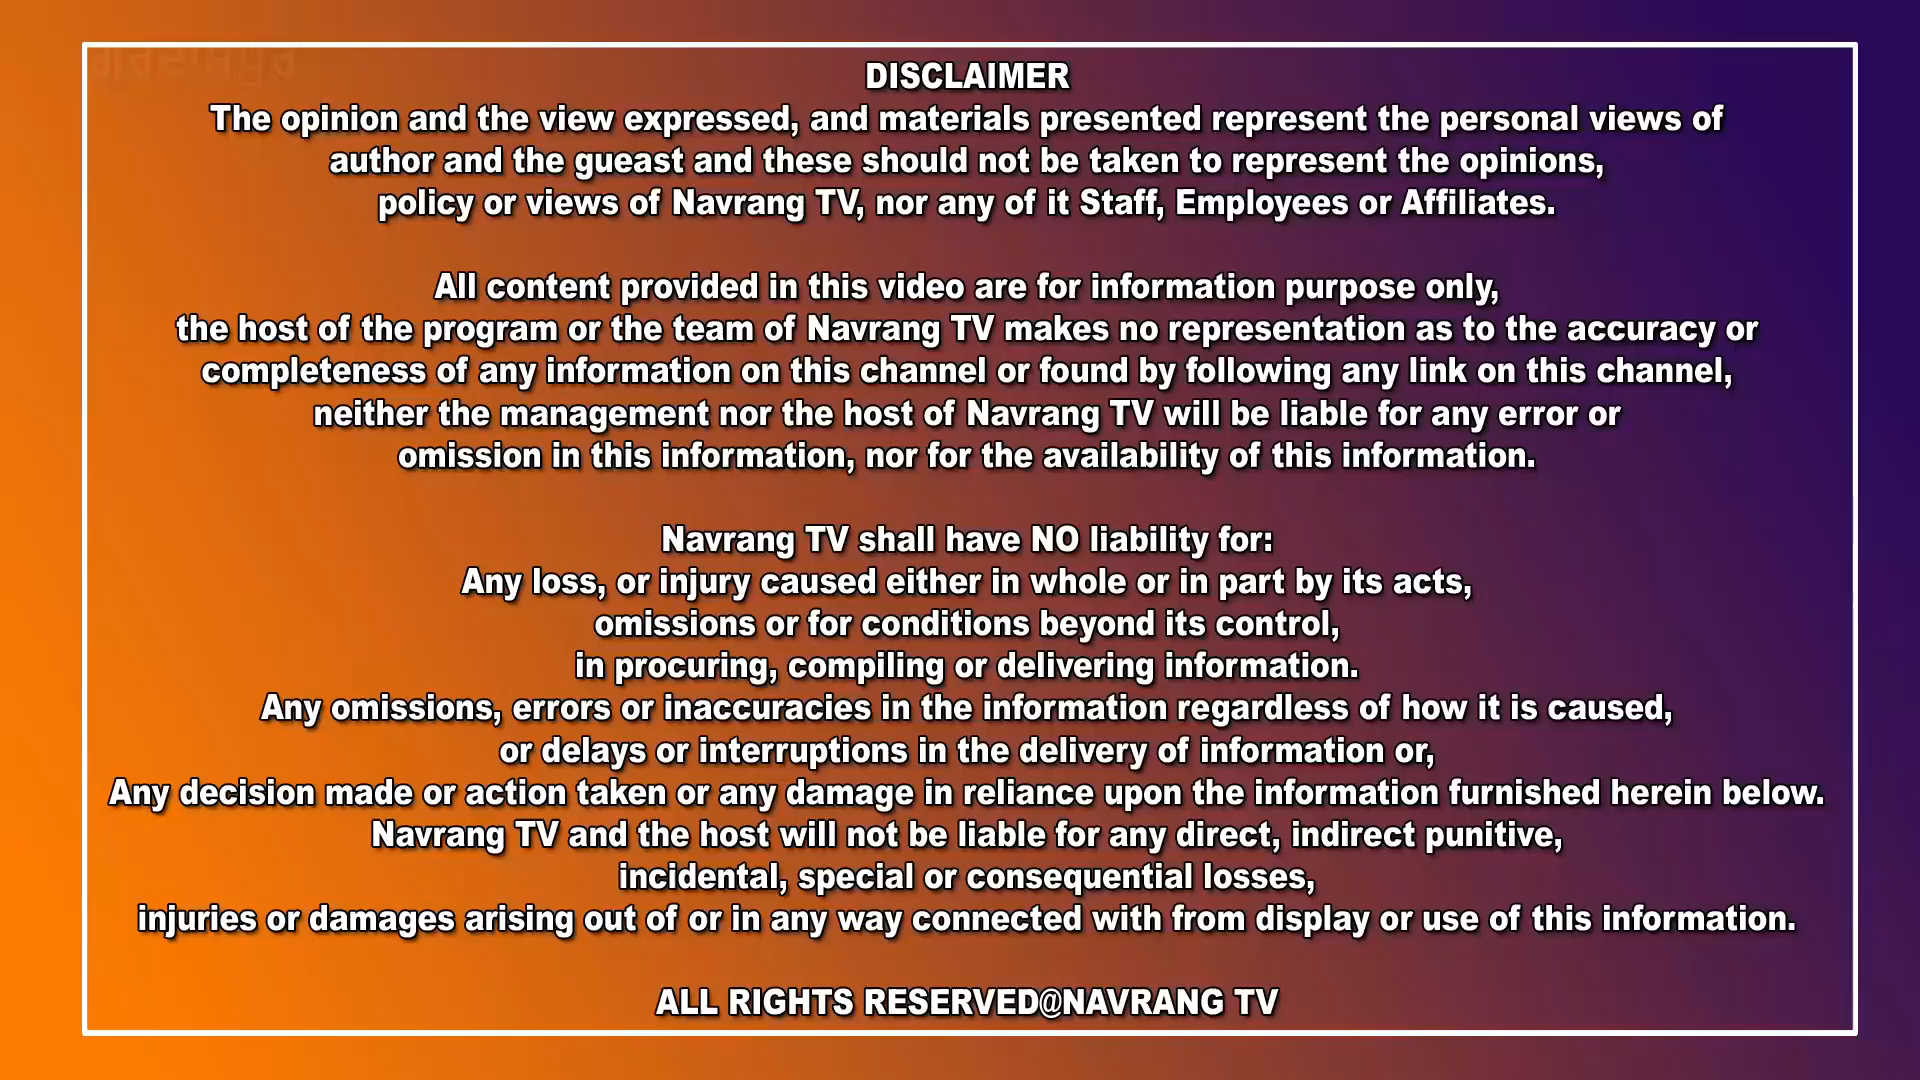 ਗੁਰਦਾਸਪੁਰ
DISCLAIMER
The opinion and the view expressed, and materials presented represent the personal views of
author and the gueast and these should not be taken to represent the opinions,
policy or views of Navrang TV, nor any of it Staff, Employees or Affiliates.
All content provided in this video are for information purpose only,
the host of the program or the team of Navrang TV makes no representation as to the accuracy or
completeness of any information on this channel or found by following any link on this channel,
neither the management nor the host of Navrang TV will be liable for any error or
omission in this information, nor for the availability of this information.
Navrang TV shall have NO liability for:
Any loss, or injury caused either in whole or in part by its acts,
omissions or for conditions beyond its control,
in procuring, compiling or delivering information.
Any omissions, errors or inaccuracies in the information regardless of how it is caused,
or delays or interruptions in the delivery of information or,
Any decision made or action taken or any damage in reliance upon the information furnished herein below.
Navrang TV and the host will not be liable for any direct, indirect punitive,
incidental, special or consequential losses,
injuries or damages arising out of or in any way connected with from display or use of this information.
ALL RIGHTS RESERVED@NAVRANG TV